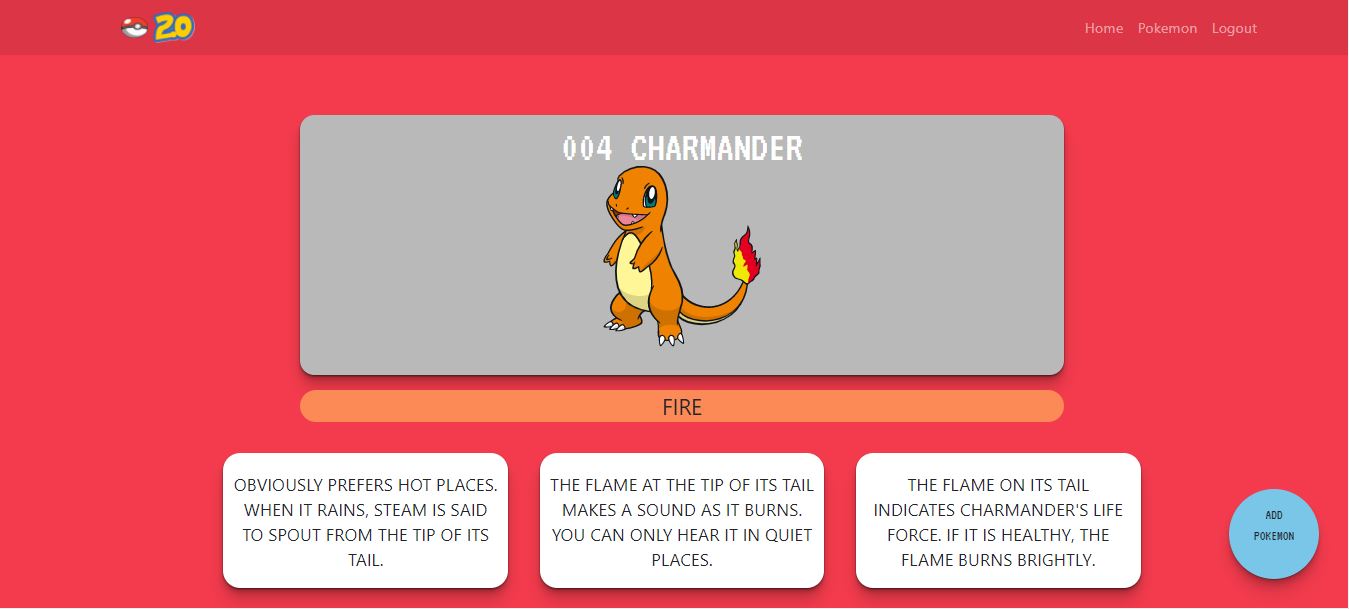 20
Home Pokemon Logout
004 CHARMANDER
FIRE
OBVIOUSLY PREFERS HOT PLACES.
WHEN IT RAINS, STEAM IS SAID
TO SPOUT FROM THE TIP OF ITS
TAIL.
THE FLAME AT THE TIP OF ITS TAIL
MAKES A SOUND AS IT BURNS.
YOU CAN ONLY HEAR IT IN QUIET
PLACES.
THE FLAME ON ITS TAIL
INDICATES CHARMANDER'S LIFE
FORCE. IF IT IS HEALTHY, THE
FLAME BURNS BRIGHTLY.
ADD
POKEMON